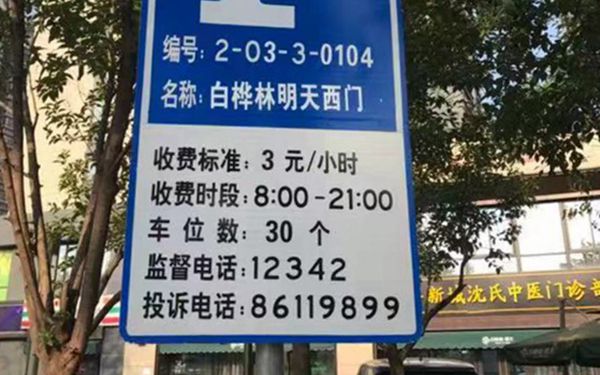 编号: 2-03-3-0104
名称: 白桦林明天西门
收费标准: 3 元/小时
收费时段: 8:00-21:00
车 位 数: 30 个
监督电话: 12342
投诉电话: 86119899
新城沈氏中医门诊部